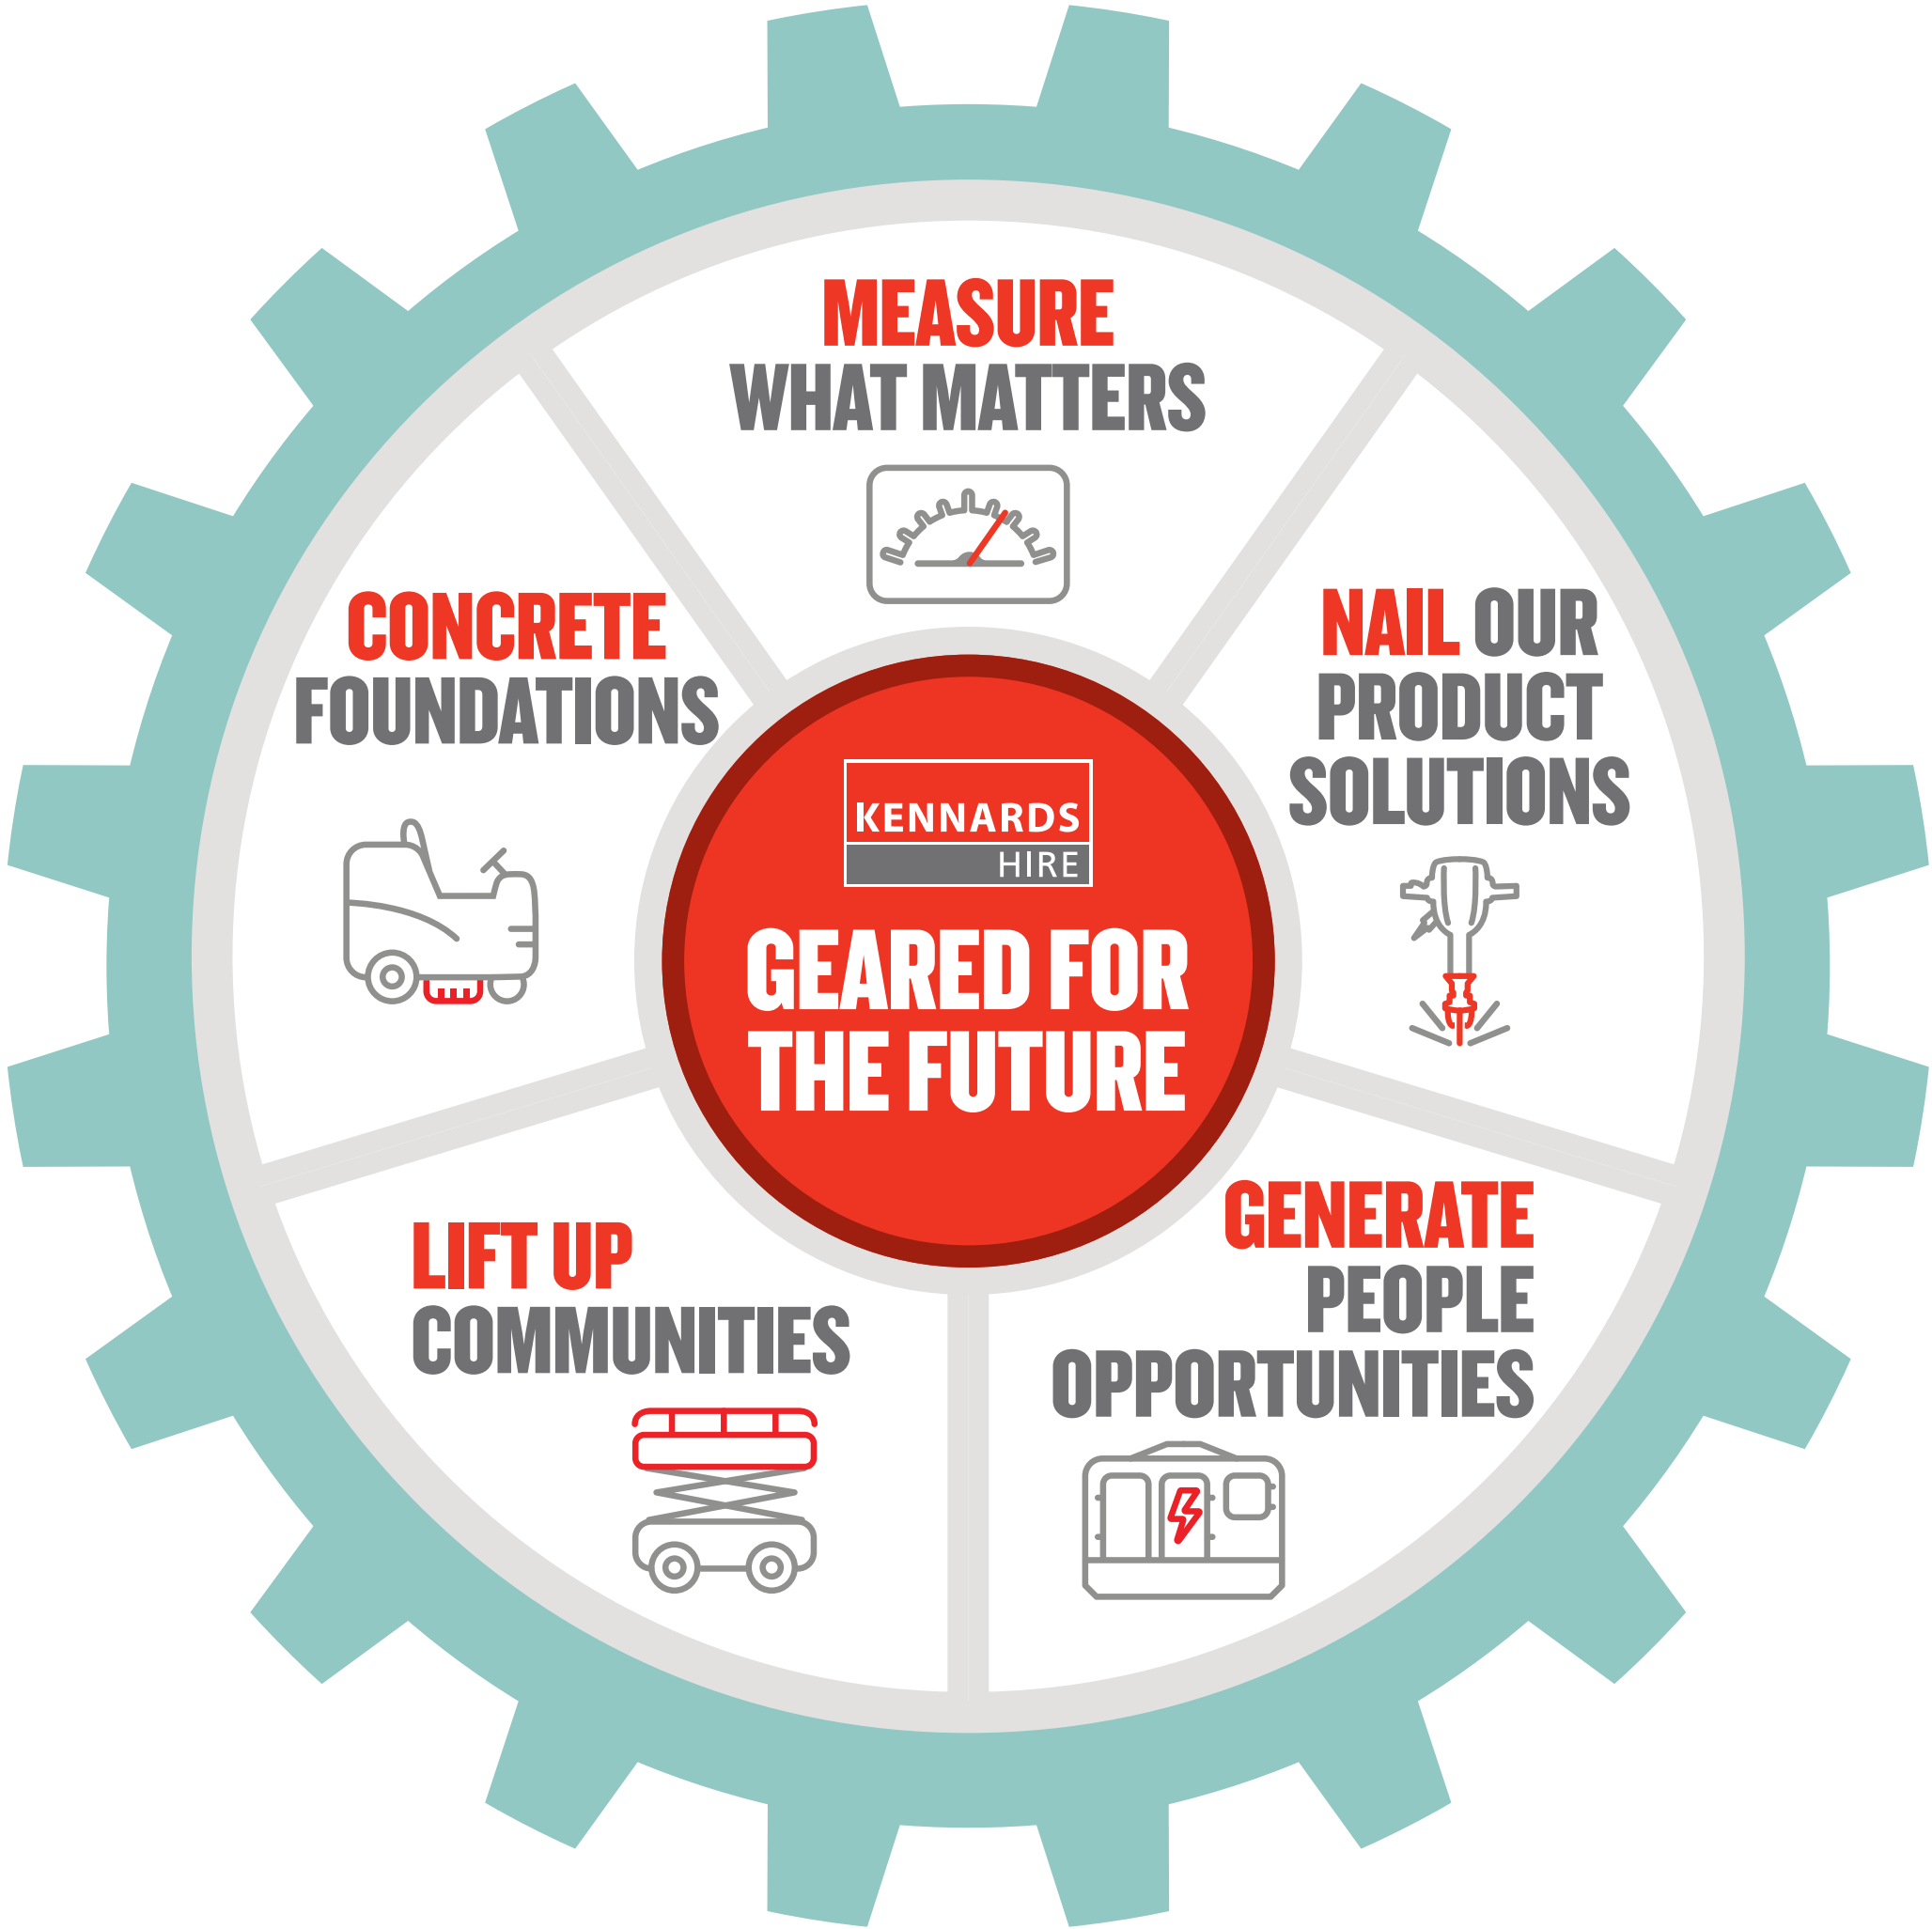 MEASURE
WHAT MATTERS
CONCRETE
FOUNDATIONS
NAIL OUR
PRODUCT
SOLUTIONS
KENNARDS
HIRE
GEARED FOR
THE FUTURE
LIFT UP
COMMUNITIES
GENERATE
PEOPLE
OPPORTUNITIES